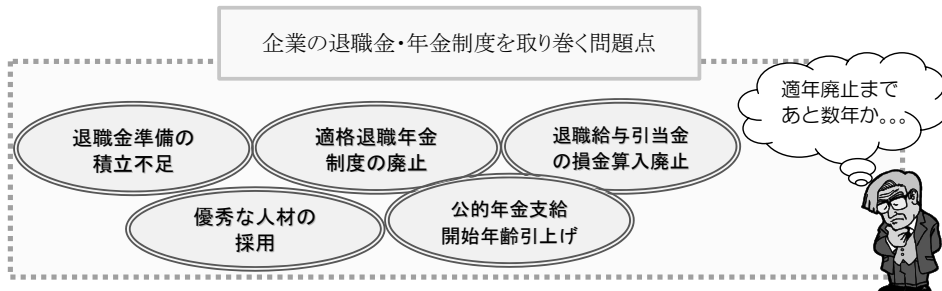 企業の退職金・年金制度を取り巻く問題点
適年廃止まで
あと数年か。。。
退職金準備の
積立不足
適格退職年金
制度の廃止
退職給与引当金
の損金算入廃止
優秀な人材の
採用
公的年金支給
開始年齢引上げ